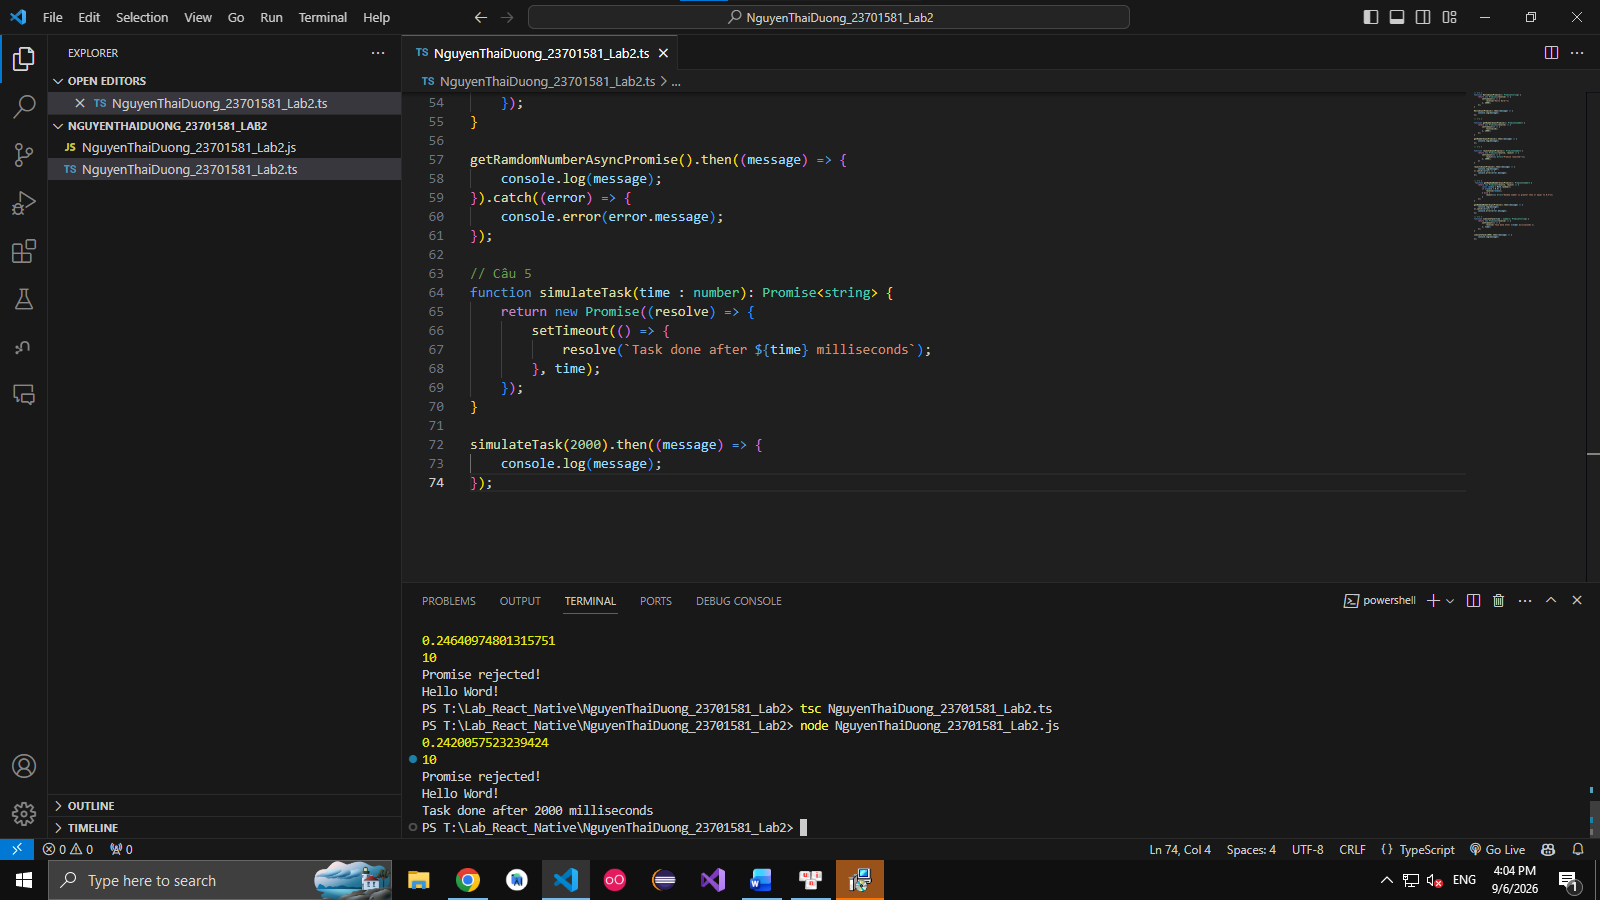 File Edit Selection View Go Run Terminal Help
NguyenThaiDuong_23701581_Lab2
EXPLORER
OPEN EDITORS
TS NguyenThaiDuong_23701581_Lab2.ts
NGUYENTHAIDUONG_23701581_LAB2
JS NguyenThaiDuong_23701581_Lab2.js
TS NguyenThaiDuong_23701581_Lab2.ts
OUTLINE
TIMELINE
TS NguyenThaiDuong_23701581_Lab2.ts
TS NguyenThaiDuong_23701581_Lab2.ts > ...
54 });
55 }
56
57 getRamdomNumberAsyncPromise().then((message) => {
58 console.log(message);
59 }).catch((error) => {
60 console.error(error.message);
61 });
62
63 // Câu 5
64 function simulateTask(time : number): Promise<string> {
65 return new Promise((resolve) => {
66 setTimeout(() => {
67 resolve(`Task done after ${time} milliseconds`);
68 }, time);
69 });
70 }
71
72 simulateTask(2000).then((message) => {
73 console.log(message);
74 });
PROBLEMS OUTPUT TERMINAL PORTS DEBUG CONSOLE
powershell
0.24640974801315751
10
Promise rejected!
Hello Word!
PS T:\Lab_React_Native\NguyenThaiDuong_23701581_Lab2> tsc NguyenThaiDuong_23701581_Lab2.ts
PS T:\Lab_React_Native\NguyenThaiDuong_23701581_Lab2> node NguyenThaiDuong_23701581_Lab2.js
0.2420057523239424
10
Promise rejected!
Hello Word!
Task done after 2000 milliseconds
PS T:\Lab_React_Native\NguyenThaiDuong_23701581_Lab2>
0 0 0
Ln 74, Col 4 Spaces: 4 UTF-8 CRLF {} TypeScript Go Live
Type here to search
ENG
4:04 PM
9/6/2026
1